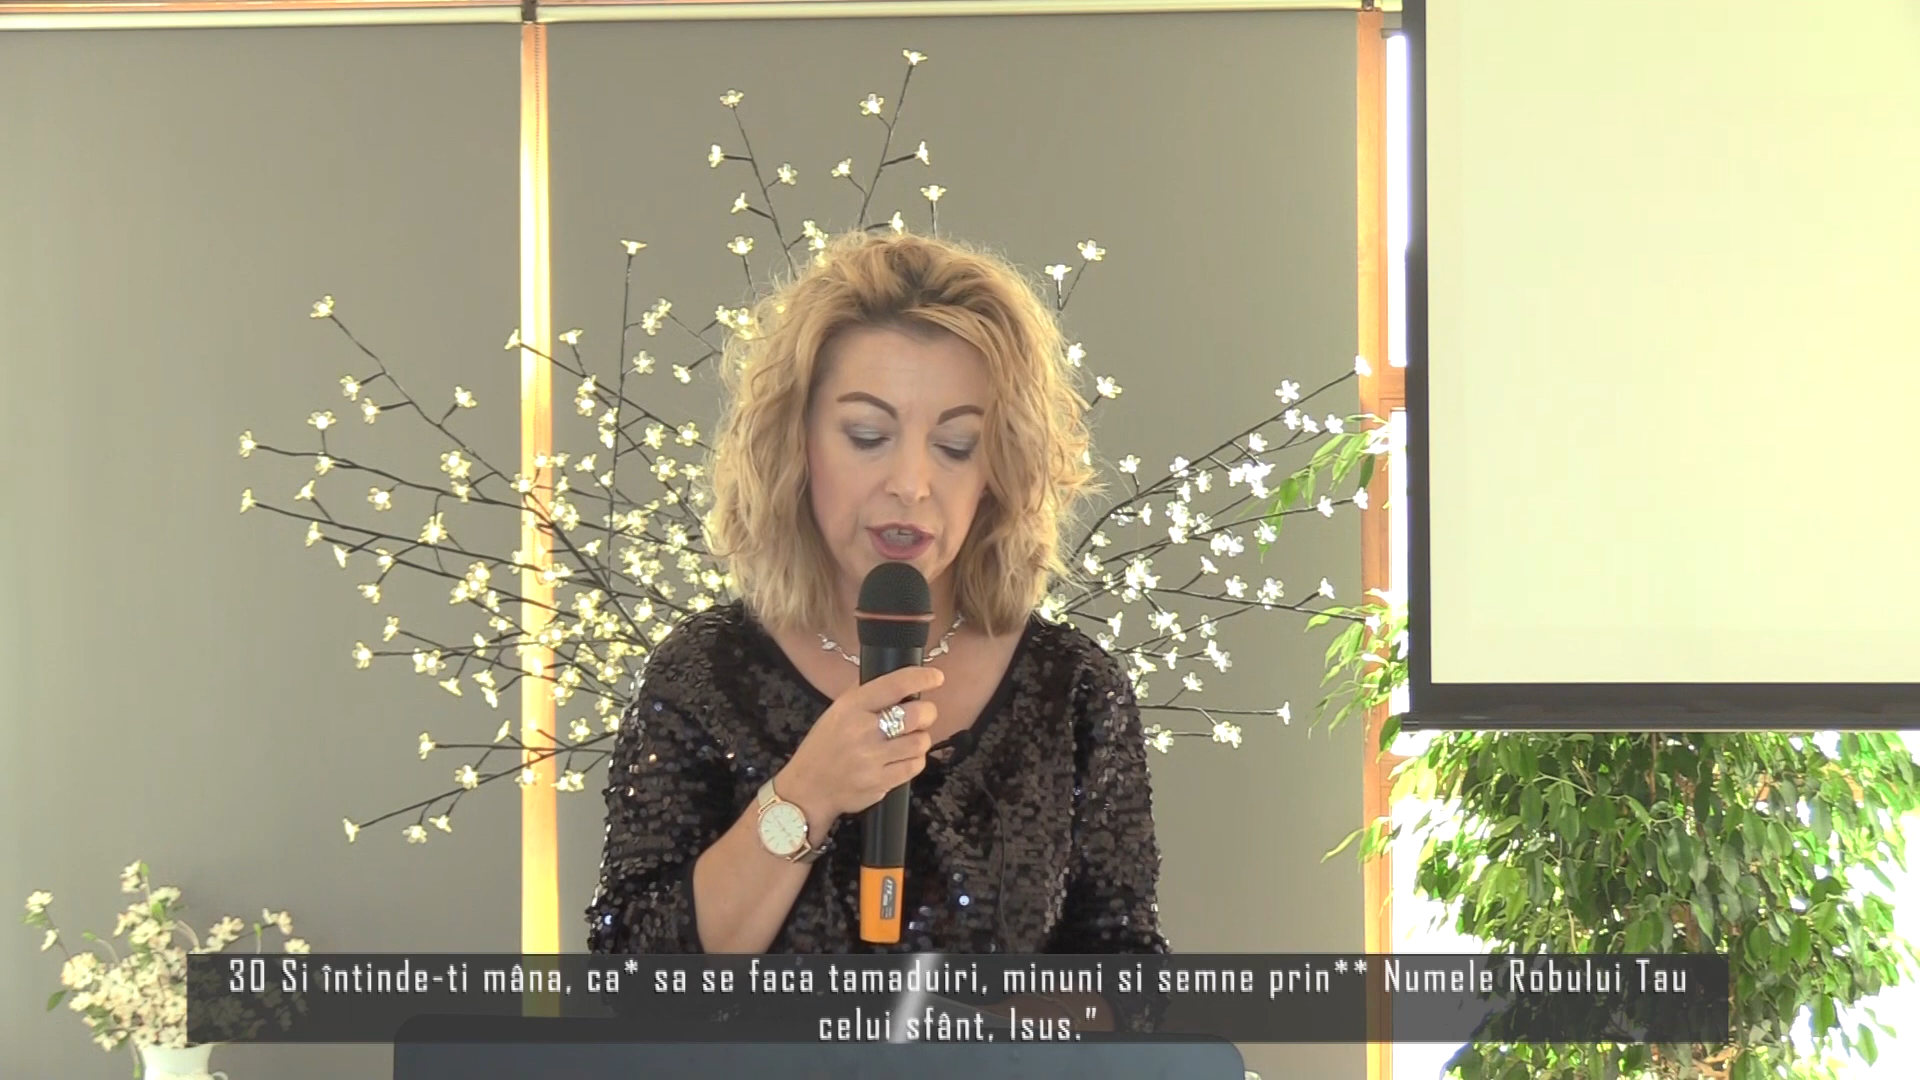 30 Si întinde-ti mâna, ca* sa se faca tamaduiri, minuni si semne prin** Numele Robului Tau
celui sfânt, Isus.”